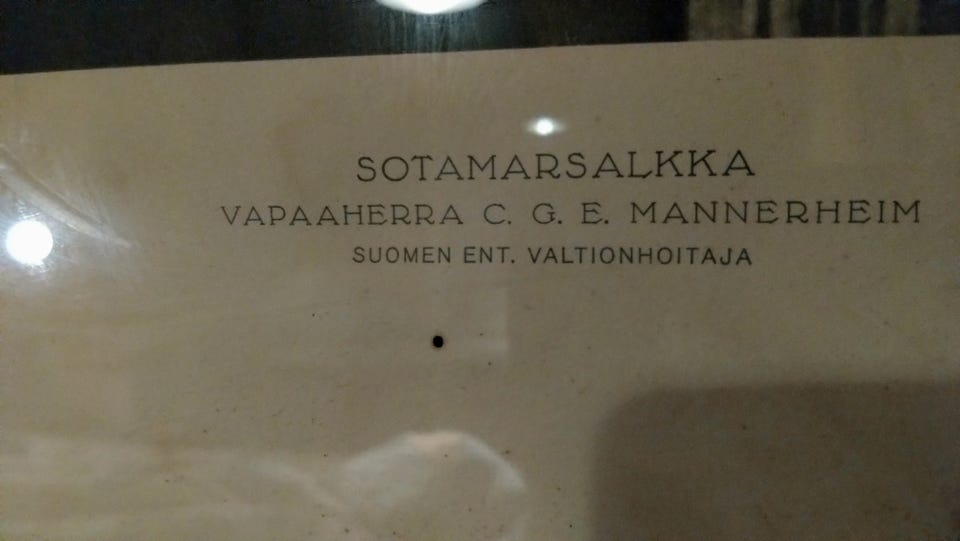 SOTAMARSALKKA
VAPAAHERRA C. G. E. MANNERHEIM
SUOMEN ENT. VALTIONHOITAJA